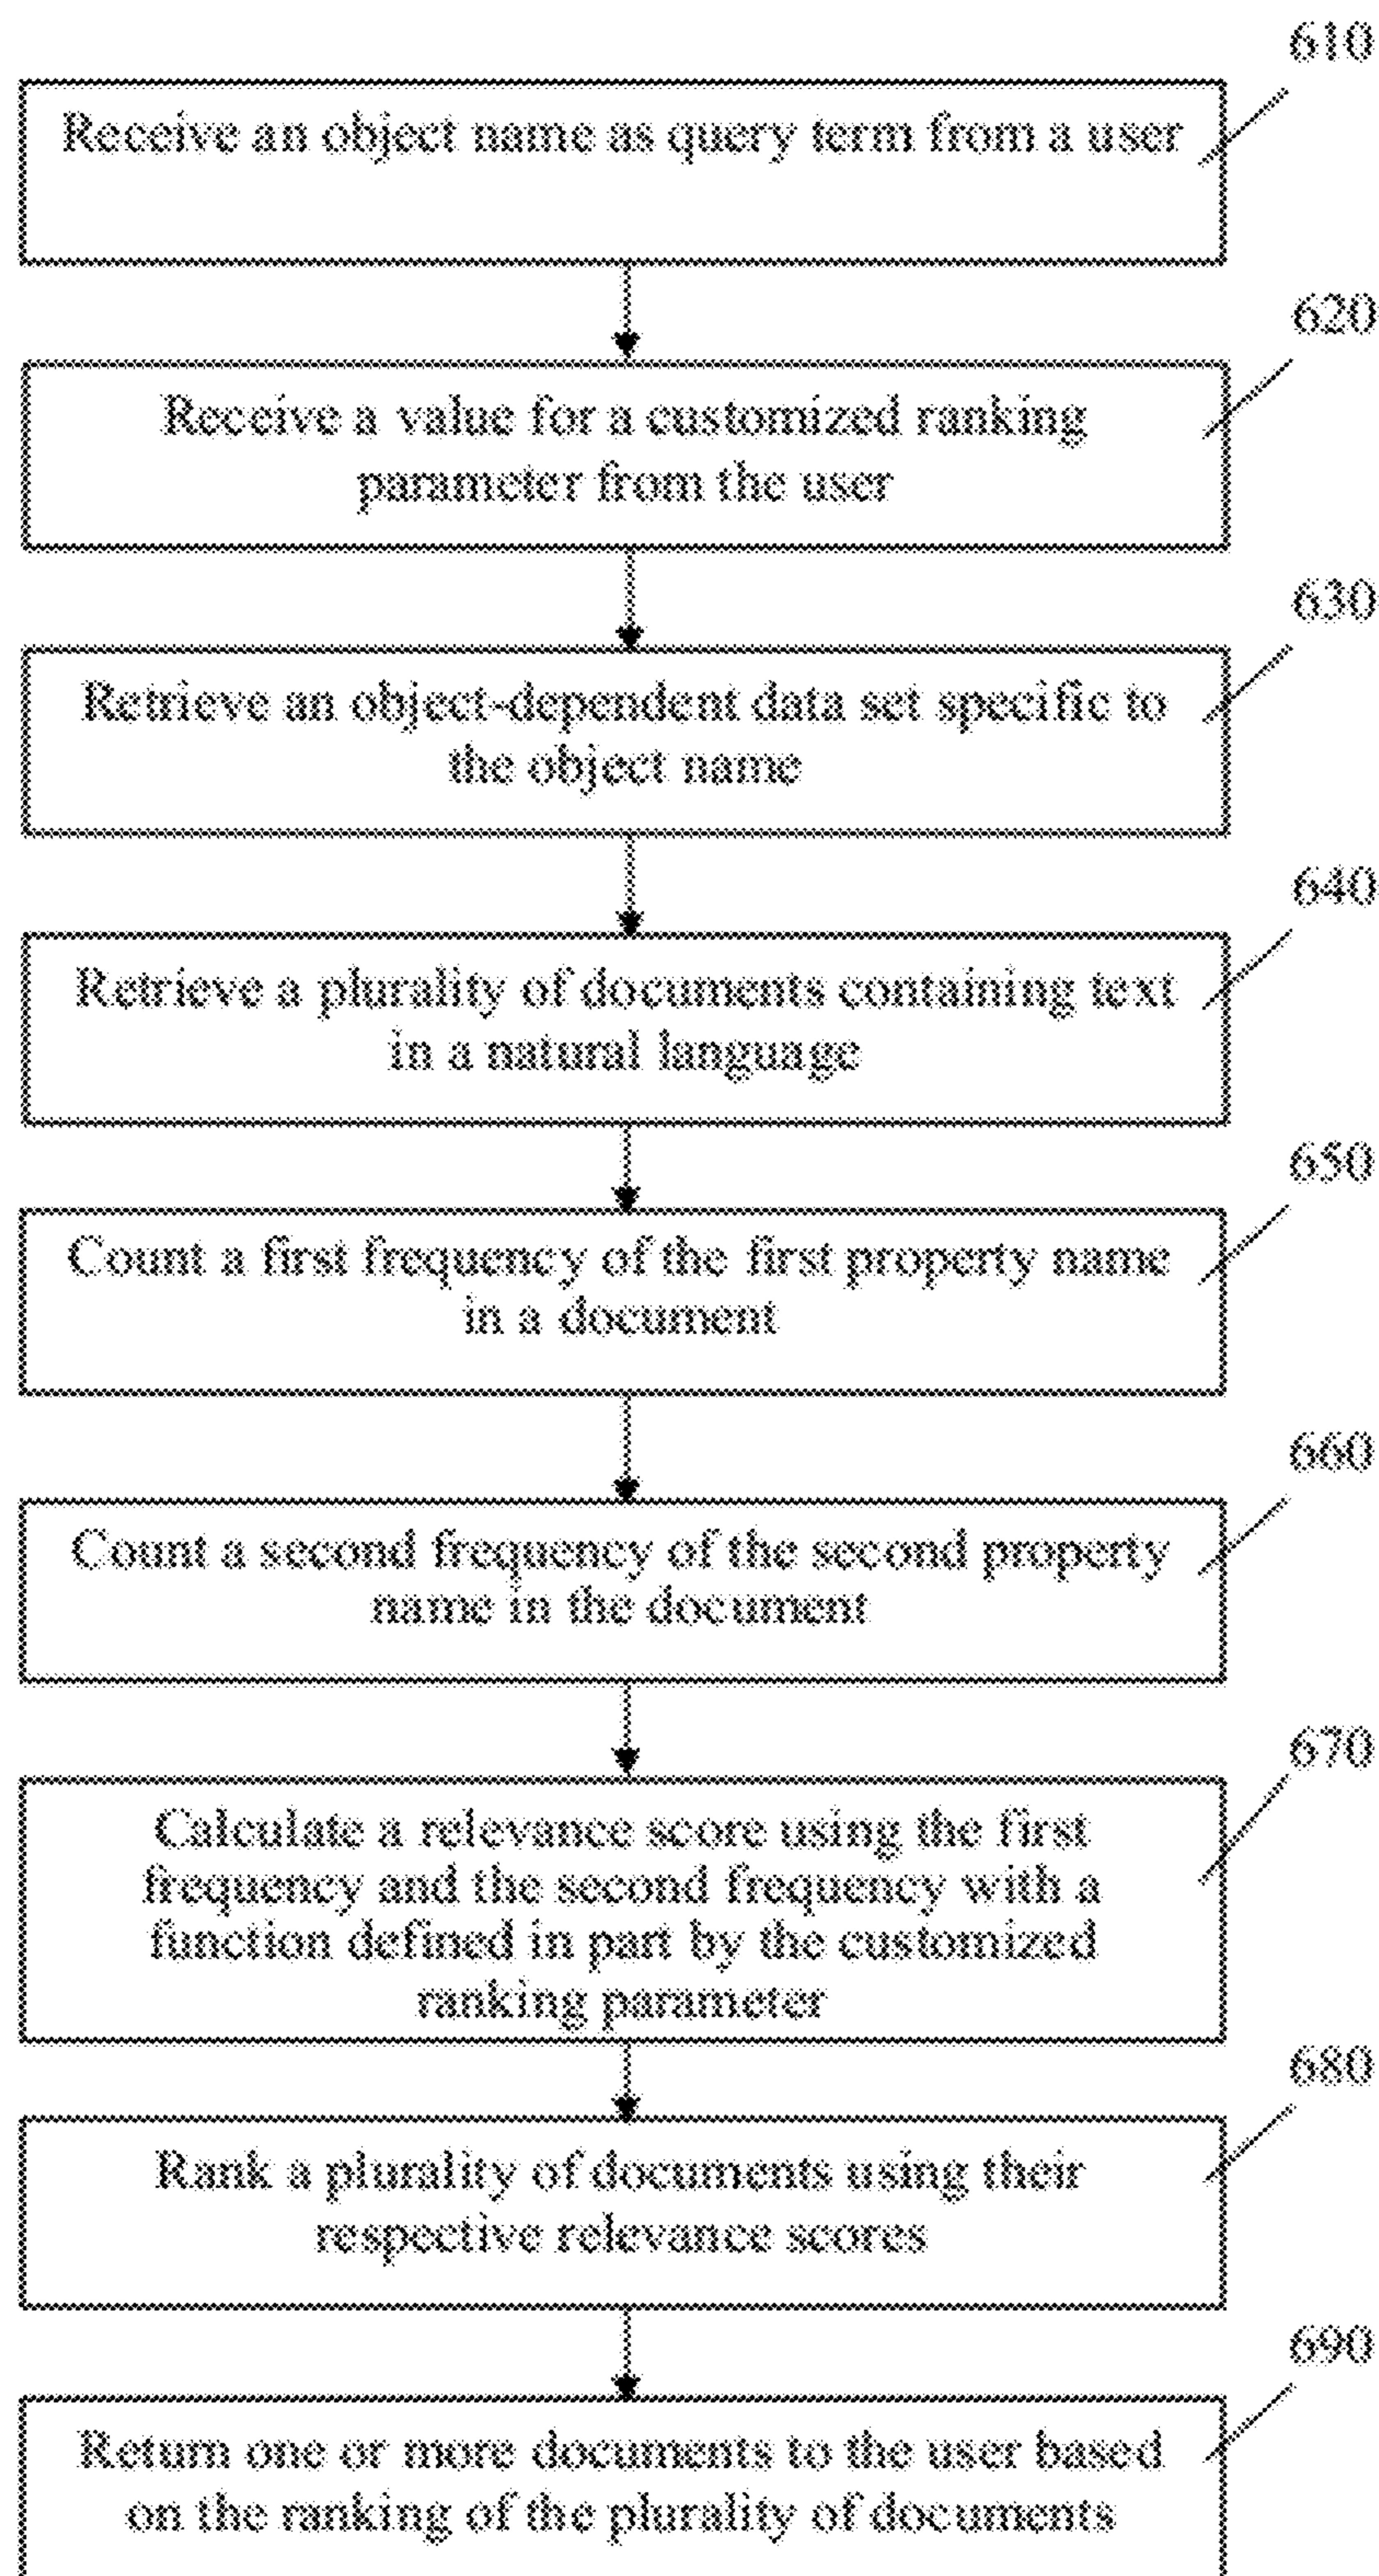 610
Receive an object name as query term from a user
620
Receive a value for a customized ranking
parameter from the user
630
Retrieve an object-dependent data set specific to
the object name
640
Retrieve a plurality of documents containing text
in a natural language
650
Count a first frequency of the first property name
in a document
660
Count a second frequency of the second property
name in the document
670
Calculate a relevance score using the first
frequency and the second frequency with a
function defined in part by the customized
ranking parameter
680
Rank a plurality of documents using their
respective relevance scores
690
Return one or more documents to the user based
on the ranking of the plurality of documents